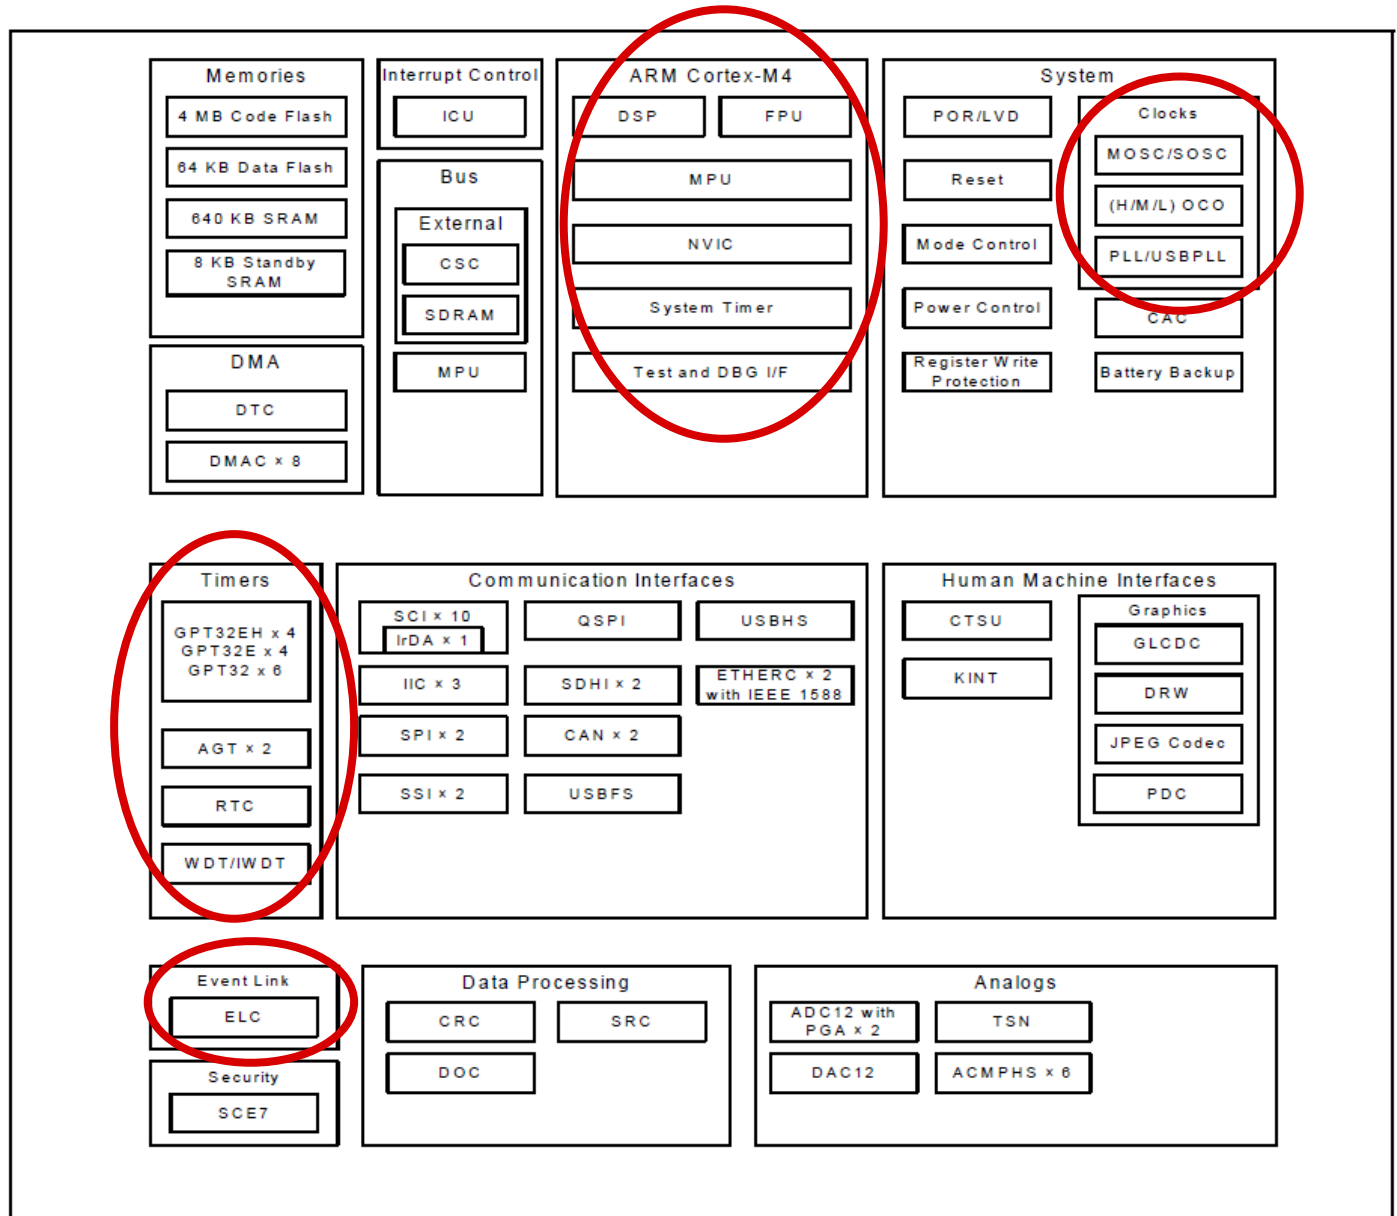 Memories
4 MB Code Flash
64 KB Data Flash
640 KB SRAM
8 KB Standby
SRAM
DMA
DTC
DMAC × 8
Interrupt Control
ICU
Bus
External
CSC
SDRAM
MPU
ARM Cortex-M4
DSP
FPU
MPU
NVIC
System Timer
Test and DBG I/F
System
POR/LVD
Reset
Mode Control
Power Control
Register Write
Protection
Clocks
MOSC/SOSC
(H/M/L) OCO
PLL/USBPLL
CAC
Battery Backup
Timers
GPT32EH x 4
GPT32E x 4
GPT32 x 6
AGT × 2
RTC
WDT/IWDT
Communication Interfaces
SCI × 10
IrDA × 1
IIC × 3
SPI × 2
SSI × 2
QSPI
SDHI × 2
CAN × 2
USBFS
USBHS
ETHERC × 2
with IEEE 1588
Human Machine Interfaces
CTSU
KINT
Graphics
GLCDC
DRW
JPEG Codec
PDC
Event Link
ELC
Security
SCE7
Data Processing
CRC
SRC
DOC
Analogs
ADC12 with
PGA × 2
TSN
DAC12
ACMPHS × 6